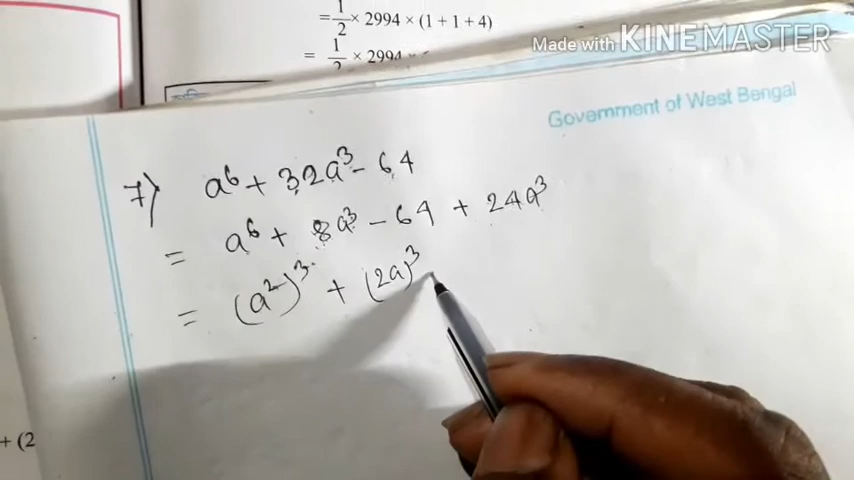 = 1/2 × 2994 × (1 + 1 + 4)
= 1/2 × 2994 ×
Made with KINEMASTER
Government of West Bengal
7) a⁶ + 32a³ - 64
= a⁶ + 8a³ - 64 + 24a³
= (a²)³ + (2a)³
+ (2